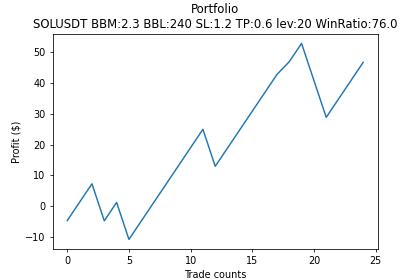 Portfolio
SOLUSDT BBM:2.3 BBL:240 SL:1.2 TP:0.6 lev:20 WinRatio:76.0
50
40
30
20
10
0
−10
Profit ($)
0 5 10 15 20 25
Trade counts